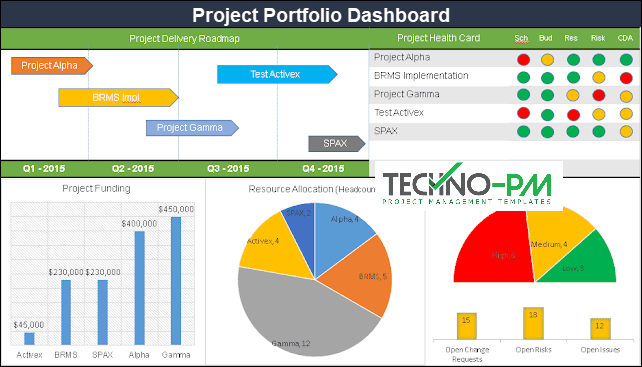 Project Portfolio Dashboard
Project Delivery Roadmap
Project Alpha
Test Activex
BRMS Impl.
Project Gamma
SPAX
Q1 - 2015
Q2 - 2015
Q3 - 2015
Q4 - 2015
Project Health Card
Sch
Bud
Res
Risk
CDA
Project Alpha
BRMS Implementation
Project Gamma
Test Activex
SPAX
TECHNO-PM
PROJECT MANAGEMENT TEMPLATES
Project Funding
$45,000
$230,000
$230,000
$400,000
$450,000
Activex
BRMS
SPAX
Alpha
Gamma
Resource Allocation (Headcoun
SPAX, 2
Alpha, 4
Activex, 4
BRMS, 5
Gamma, 12
High,
Medium, 4
Low, 3
15
18
12
Open Change
Requests
Open Risks
Open Issues